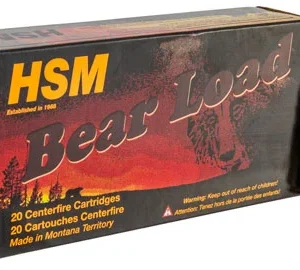 HSM
Established in 1968
Bear Load
20 Centerfire Cartridges
20 Cartouches Centerfire
Made in Montana Territory
Warning: Keep out of reach of children!
Attention: Tenez hors de la portée des enfants!